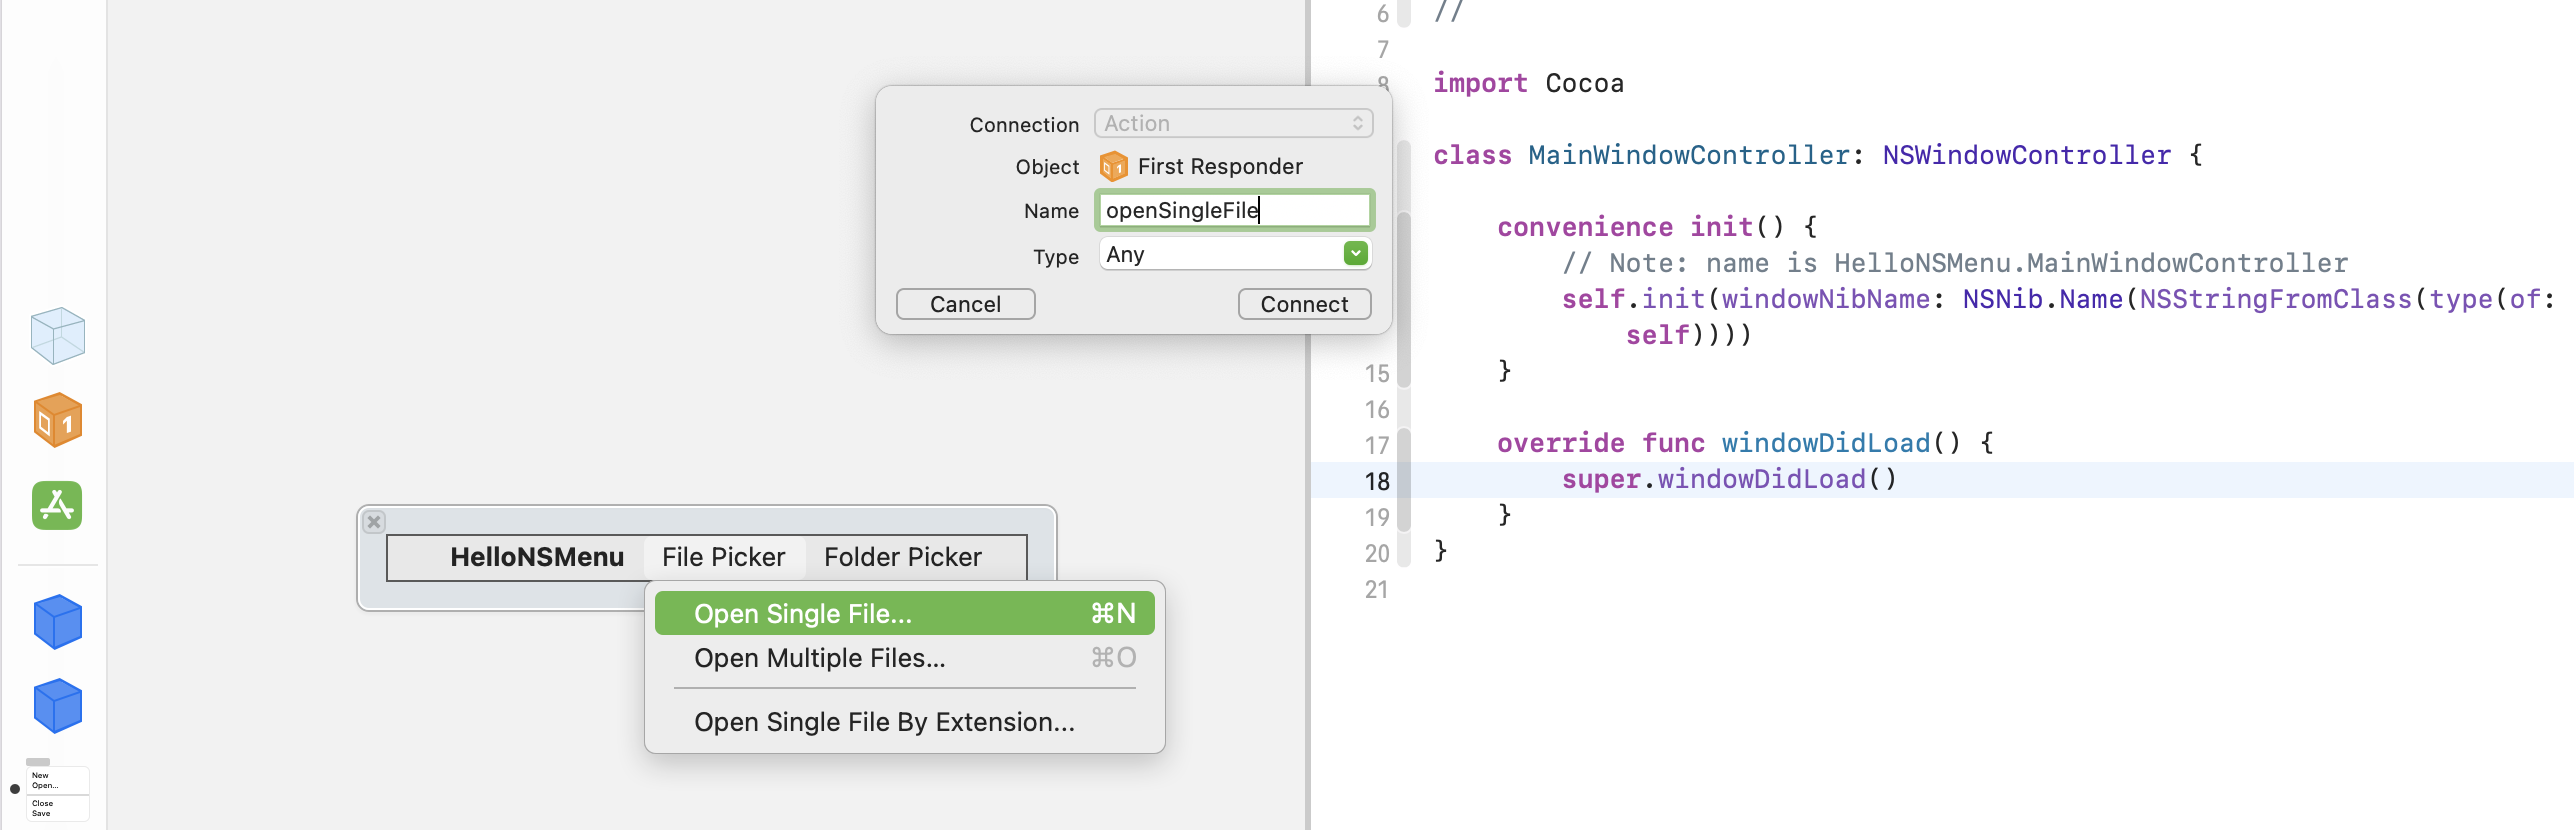 Connection Action
Object First Responder
Name openSingleFile
Type Any
Cancel Connect
HelloNSMenu File Picker Folder Picker
Open Single File... ⌘N
Open Multiple Files... ⌘O
Open Single File By Extension...
New
Open...
Close
Save
6 //
7
8 import Cocoa
class MainWindowController: NSWindowController {
convenience init() {
// Note: name is HelloNSMenu.MainWindowController
self.init(windowNibName: NSNib.Name(NSStringFromClass(type(of:
self))))
15 }
16
17 override func windowDidLoad() {
18 super.windowDidLoad()
19 }
20 }
21